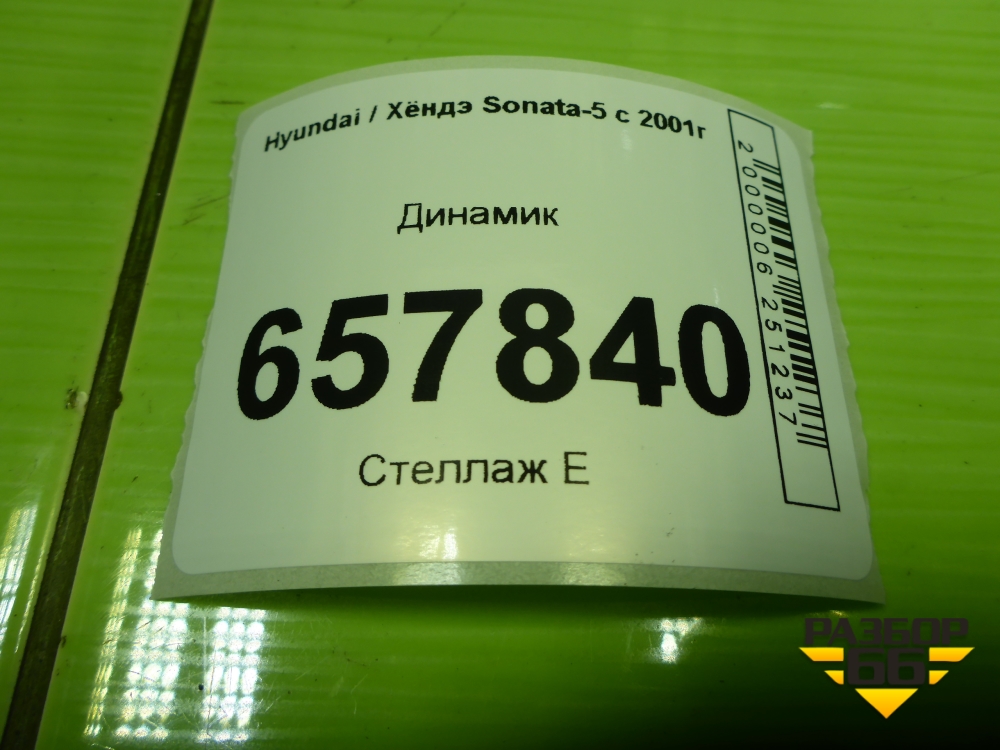 Hyundai / Хёндэ Sonata-5 с 2001г
Динамик
657840
Стеллаж Е
2000006251237
РАЗБОР
66